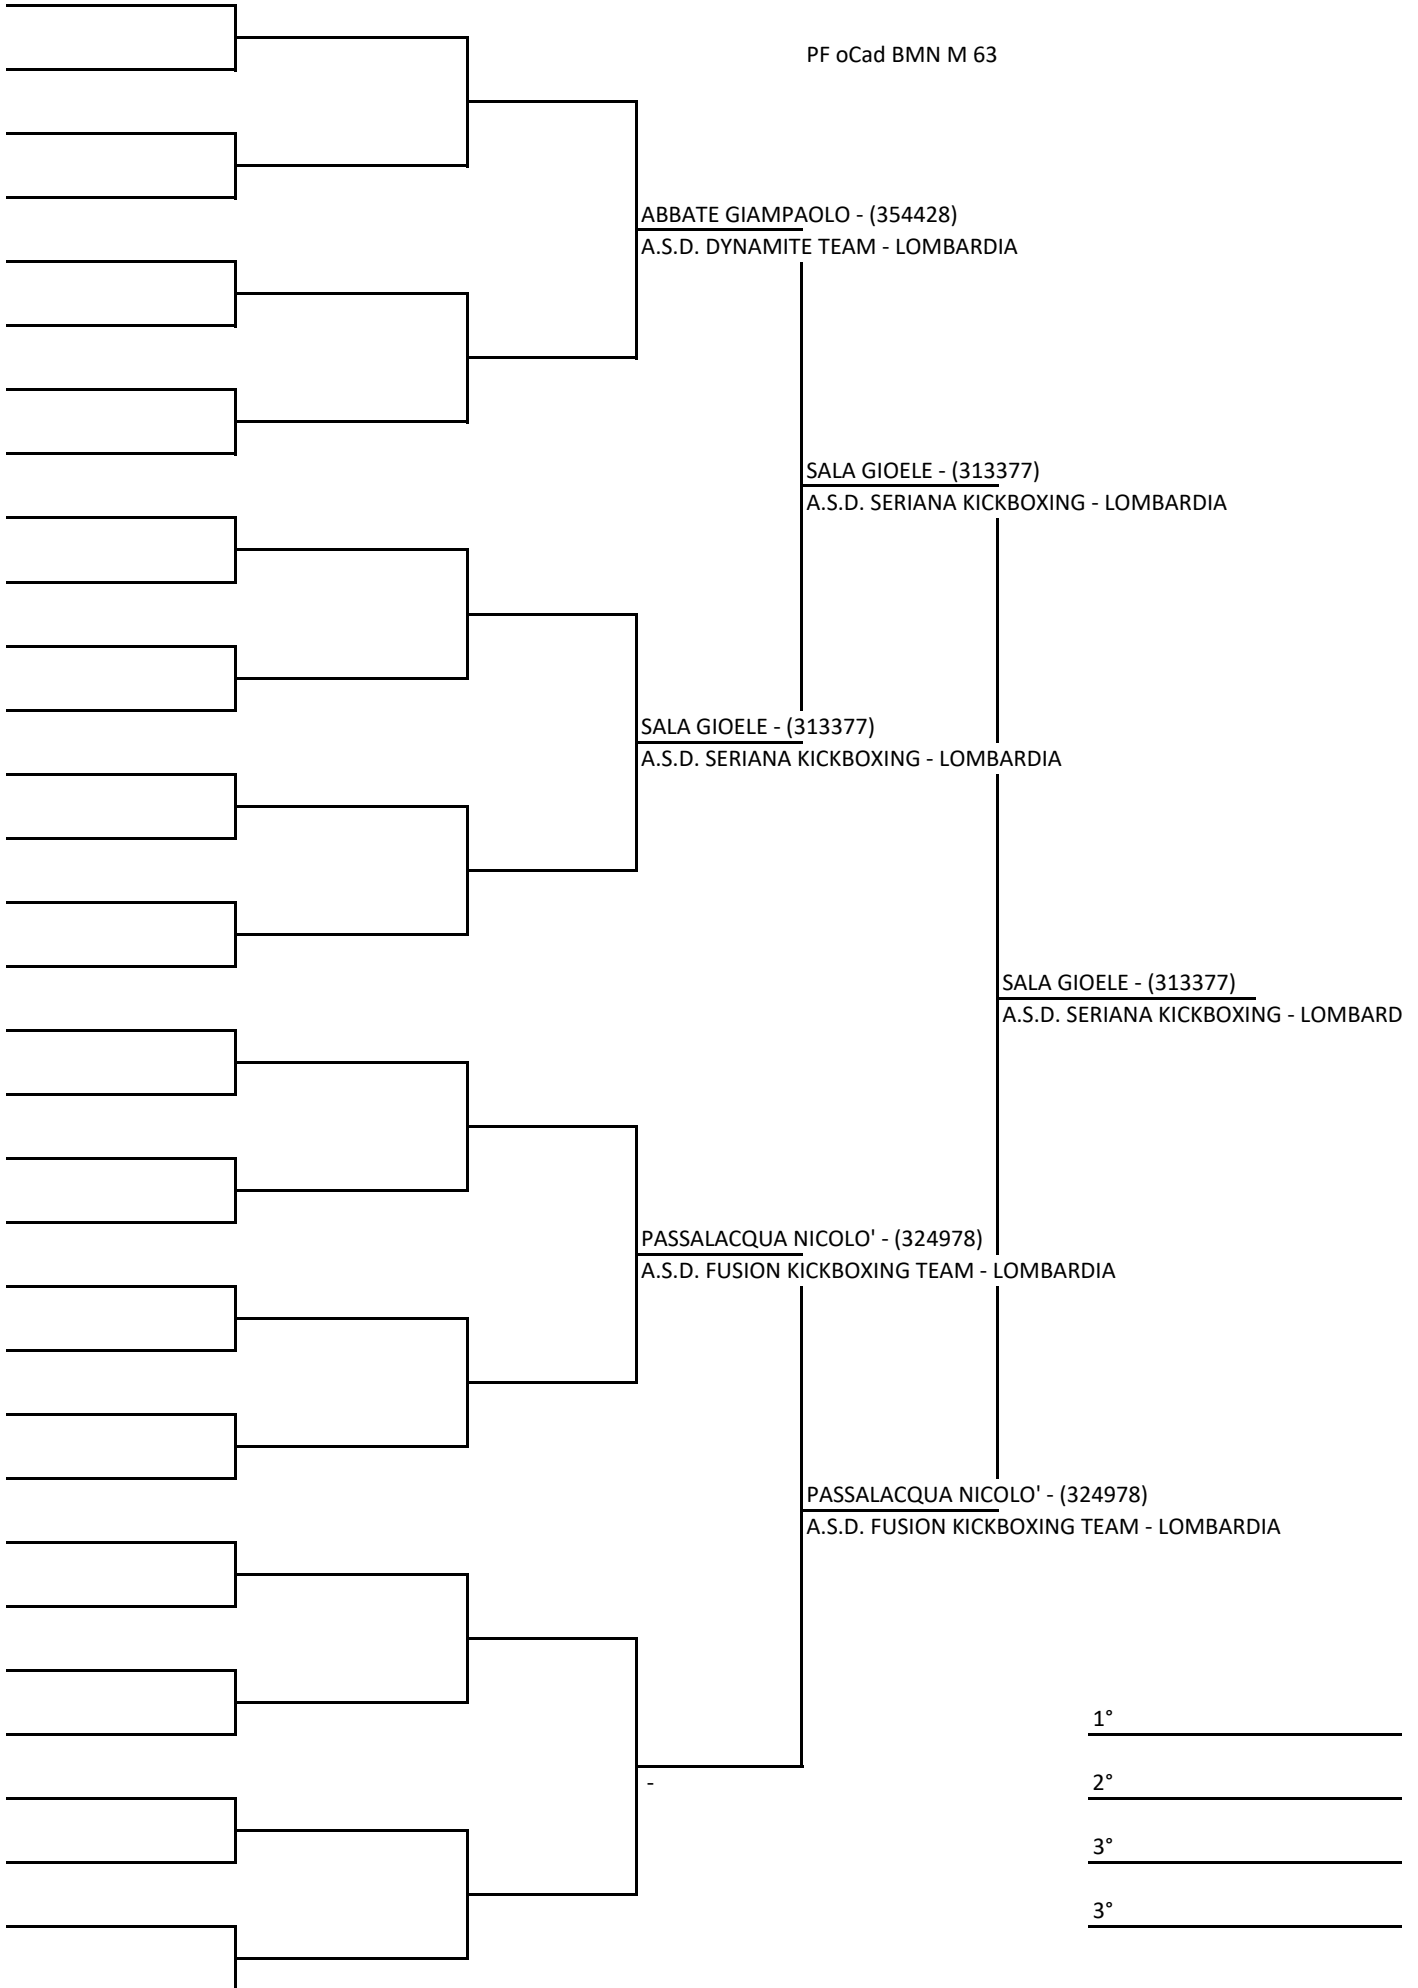 PF oCad BMN M 63
ABBATE GIAMPAOLO - (354428)
A.S.D. DYNAMITE TEAM - LOMBARDIA
SALA GIOELE - (313377)
A.S.D. SERIANA KICKBOXING - LOMBARDIA
SALA GIOELE - (313377)
A.S.D. SERIANA KICKBOXING - LOMBARDIA
SALA GIOELE - (313377)
A.S.D. SERIANA KICKBOXING - LOMBARD
PASSALACQUA NICOLO' - (324978)
A.S.D. FUSION KICKBOXING TEAM - LOMBARDIA
PASSALACQUA NICOLO' - (324978)
A.S.D. FUSION KICKBOXING TEAM - LOMBARDIA
1°
-
2°
3°
3°